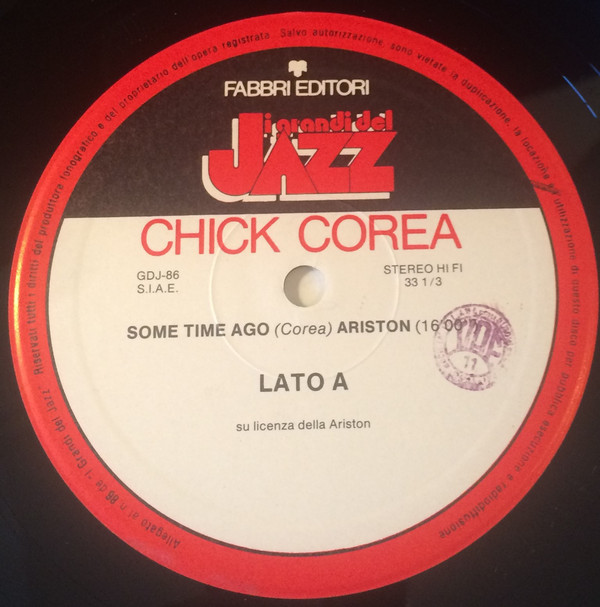 Riservati tutti i diritti del produttore fonografico e del proprietario dell'opera registrata. Salvo autorizzazione, sono vietate la duplicazione, la locazione e l'utilizzazione di questo disco per pubblica esecuzione e radiodiffusione
FABBRI EDITORI
i grandi del
JAZZ
CHICK COREA
GDJ-86
S.I.A.E.
STEREO HI FI
33 1/3
SOME TIME AGO (Corea) ARISTON (16'00")
LATO A
su licenza della Ariston
77
Allegato al n. 86 de "I Grandi del Jazz"